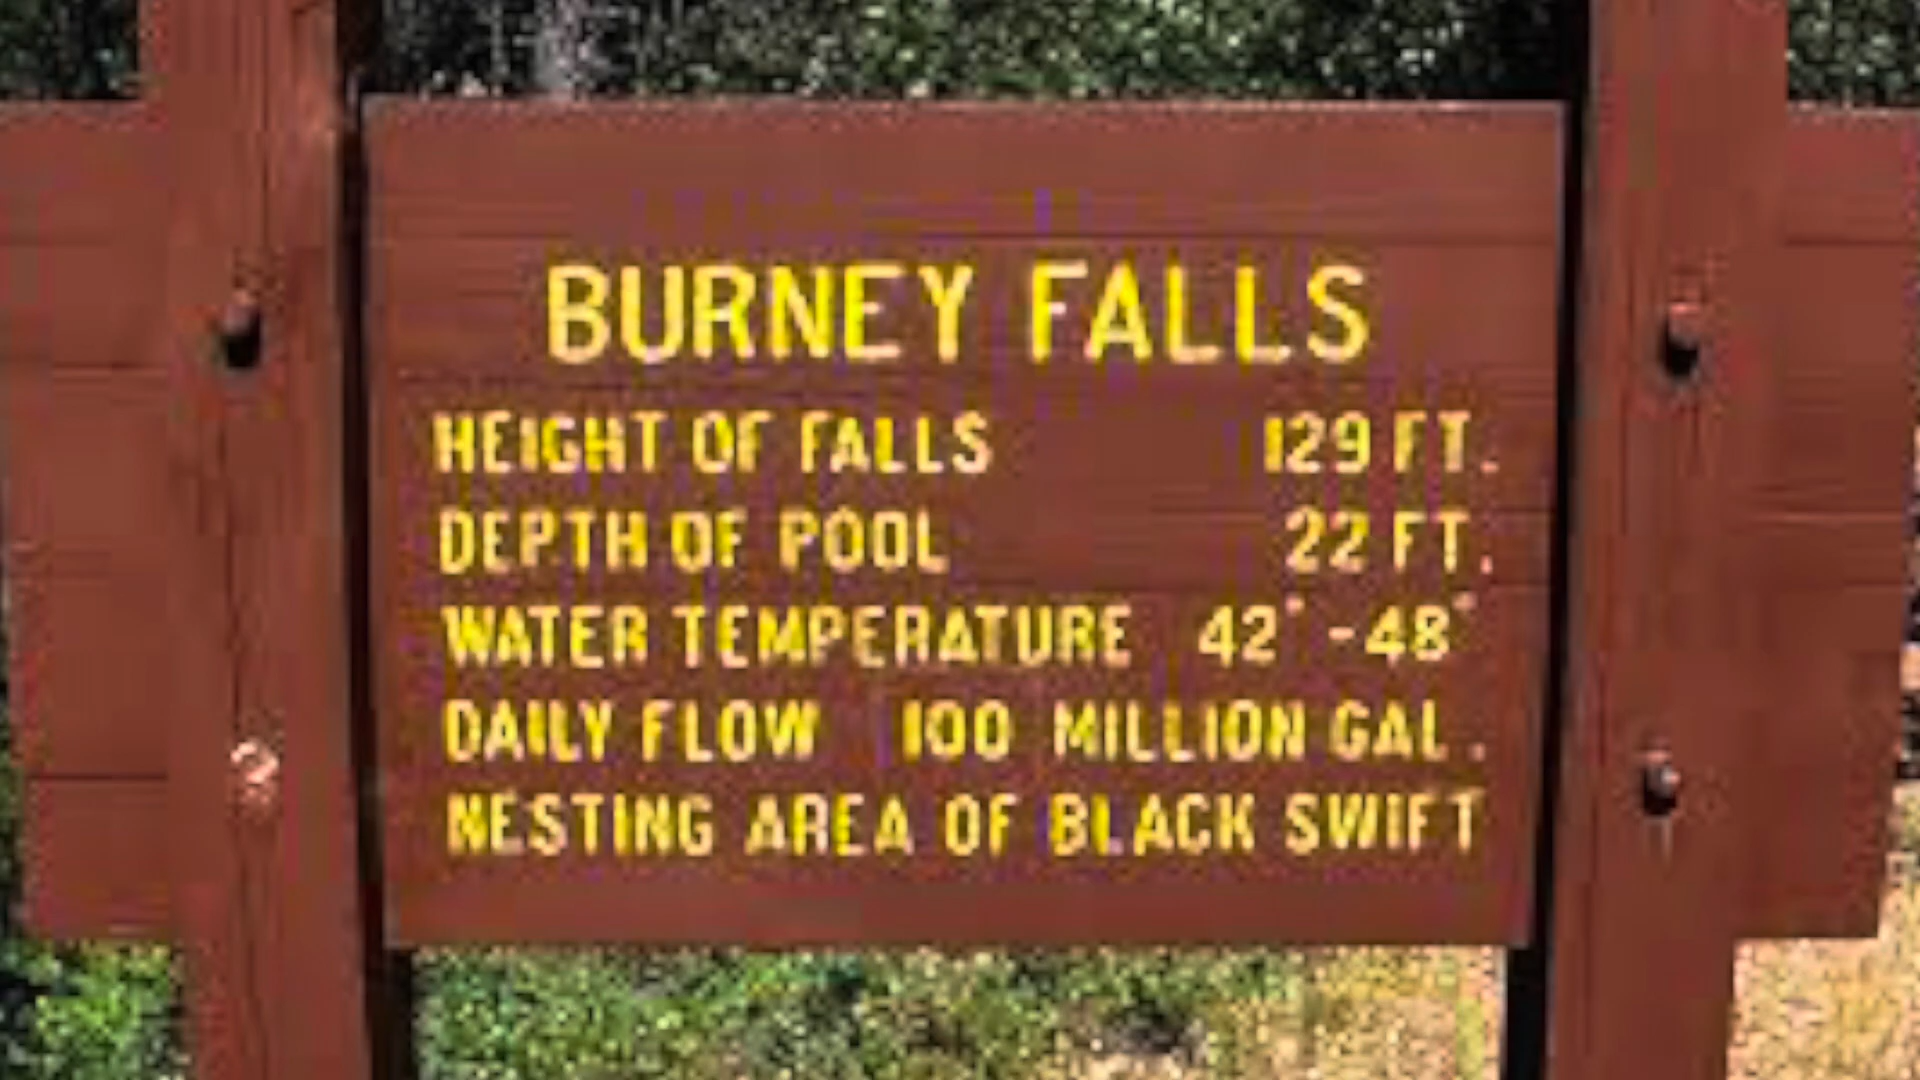 BURNEY FALLS
HEIGHT OF FALLS 129 FT.
DEPTH OF POOL 22 FT.
WATER TEMPERATURE 42° - 48°
DAILY FLOW 100 MILLION GAL.
NESTING AREA OF BLACK SWIFT